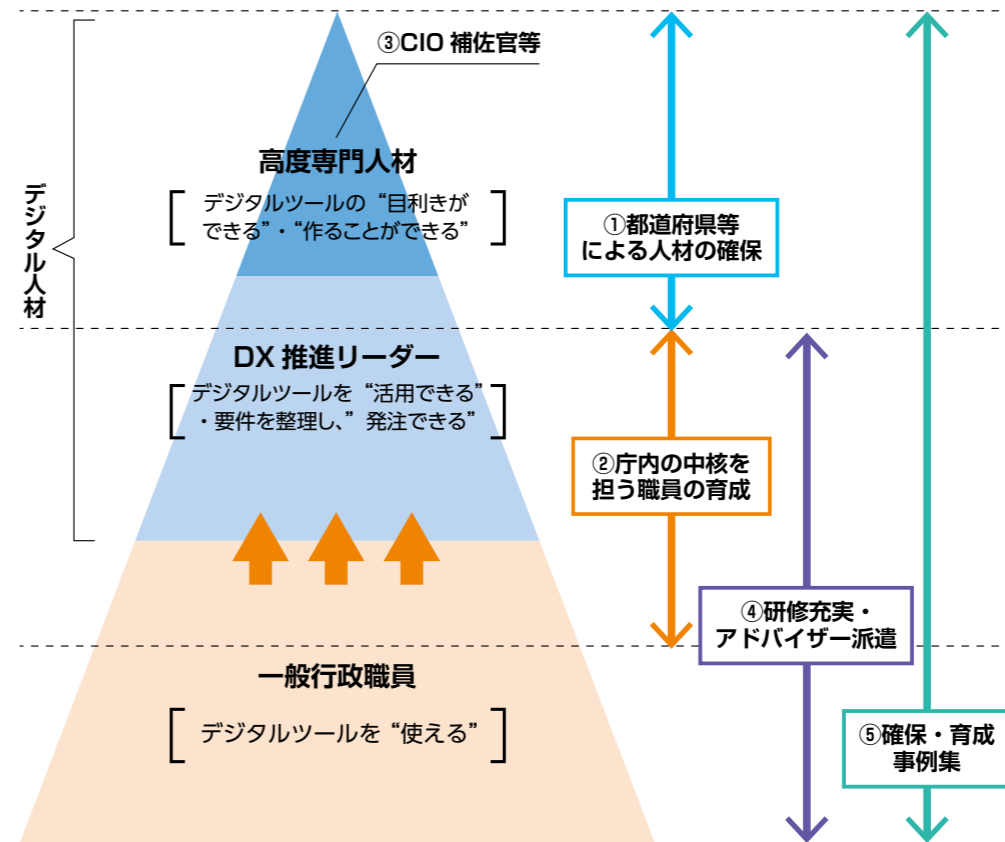 ③CIO 補佐官等
デジタル人材
高度専門人材
デジタルツールの“目利きが
できる”・“作ることができる”
①都道府県等
による人材の確保
DX 推進リーダー
デジタルツールを“活用できる”
・要件を整理し、”発注できる”
②庁内の中核を
担う職員の育成
④研修充実・
アドバイザー派遣
一般行政職員
デジタルツールを“使える”
⑤確保・育成
事例集